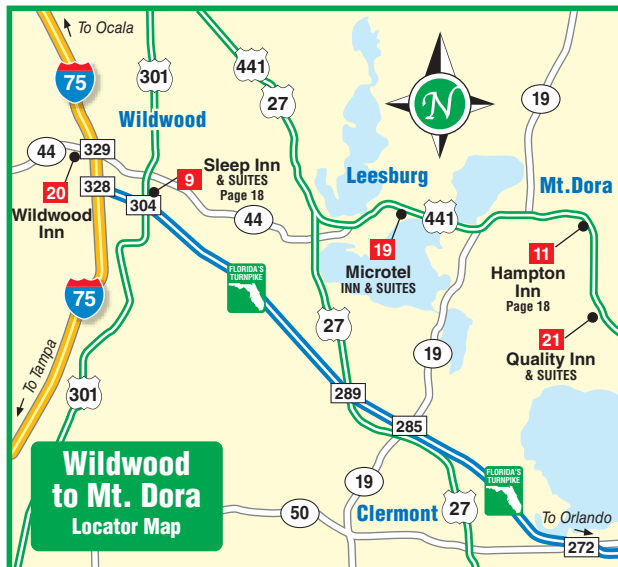 To Ocala
301
441
75
27
19
Wildwood
44
329
328
20
Wildwood
Inn
304
9
Sleep Inn
& SUITES
Page 18
44
Leesburg
Mt.Dora
441
19
Microtel
INN & SUITES
11
Hampton
Inn
Page 18
75
FLORIDA'S
TURNPIKE
27
21
Quality Inn
& SUITES
19
To Tampa
301
289
285
Wildwood
to Mt. Dora
Locator Map
19
FLORIDA'S
TURNPIKE
50
Clermont
27
To Orlando
272
N